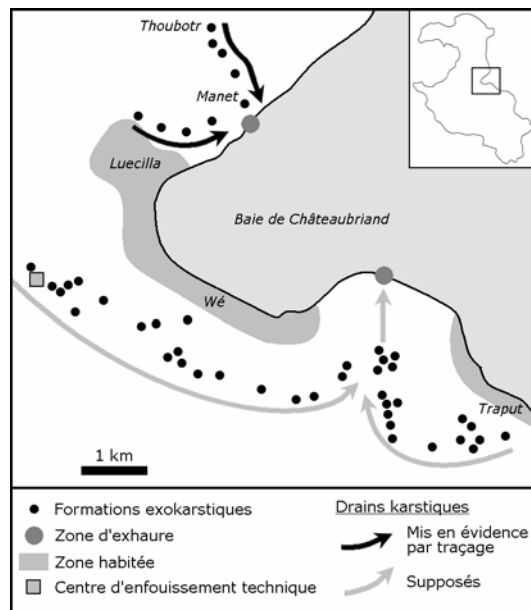 Thoubotr
Manet
Luecilla
Baie de Châteaubriand
Wé
Traput
1 km
Formations exokarstiques
Zone d'exhaure
Zone habitée
Centre d'enfouissement technique
Drains karstiques
Mis en évidence
par traçage
Supposés